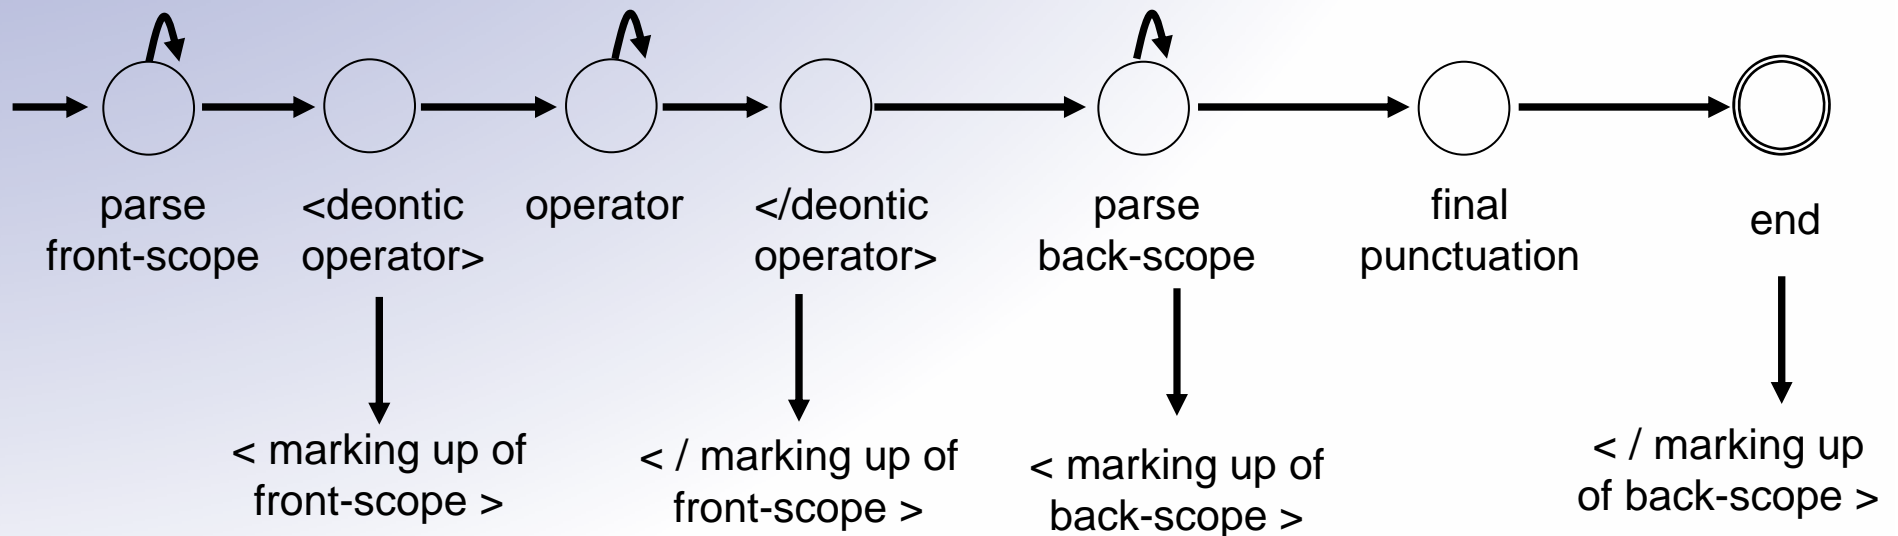 parse
front-scope
<deontic
operator>
operator
</deontic
operator>
parse
back-scope
final
punctuation
end
< marking up of
front-scope >
< / marking up of
front-scope >
< marking up of
back-scope >
< / marking up
of back-scope >